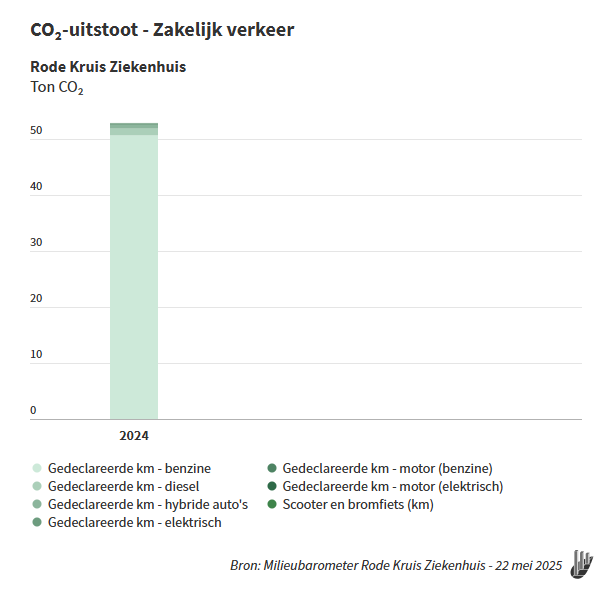 CO₂-uitstoot - Zakelijk verkeer
Rode Kruis Ziekenhuis
Ton CO₂
50
40
30
20
10
0
2024
Gedeclareerde km - benzine
Gedeclareerde km - diesel
Gedeclareerde km - hybride auto's
Gedeclareerde km - elektrisch
Gedeclareerde km - motor (benzine)
Gedeclareerde km - motor (elektrisch)
Scooter en bromfiets (km)
Bron: Milieubarometer Rode Kruis Ziekenhuis - 22 mei 2025